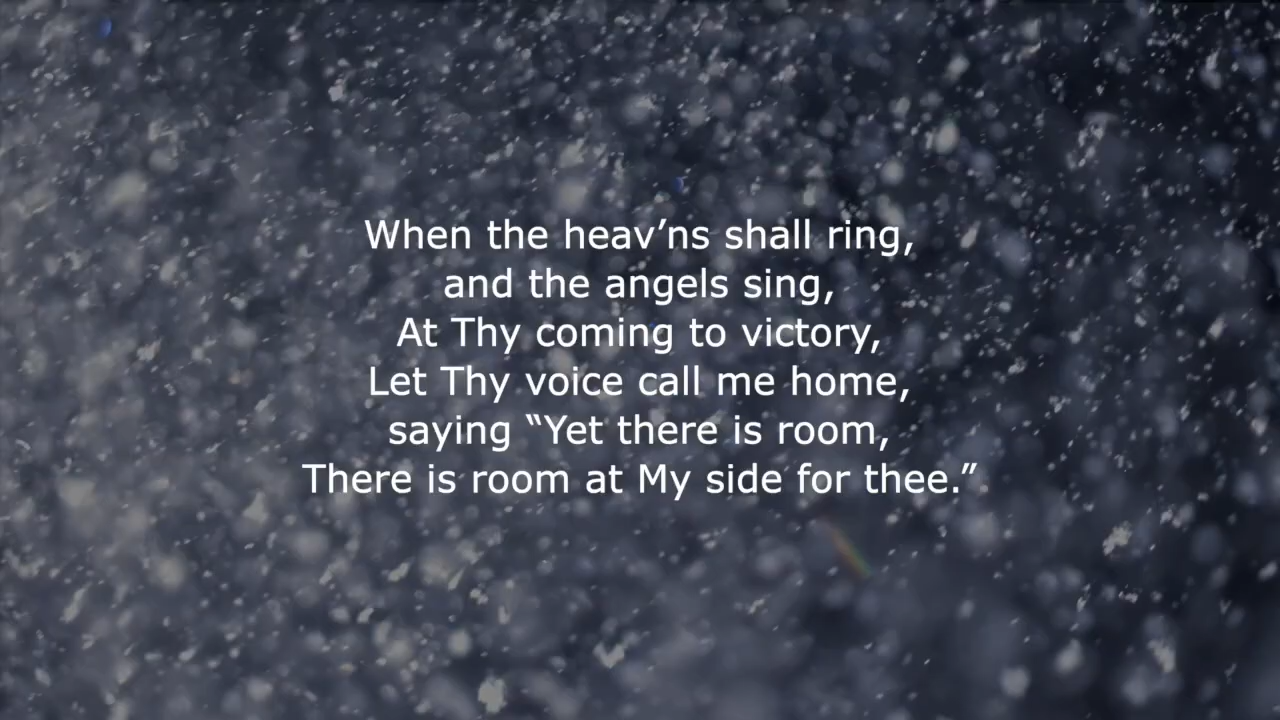 When the heav’ns shall ring,
and the angels sing,
At Thy coming to victory,
Let Thy voice call me home,
saying “Yet there is room,
There is room at My side for thee.”